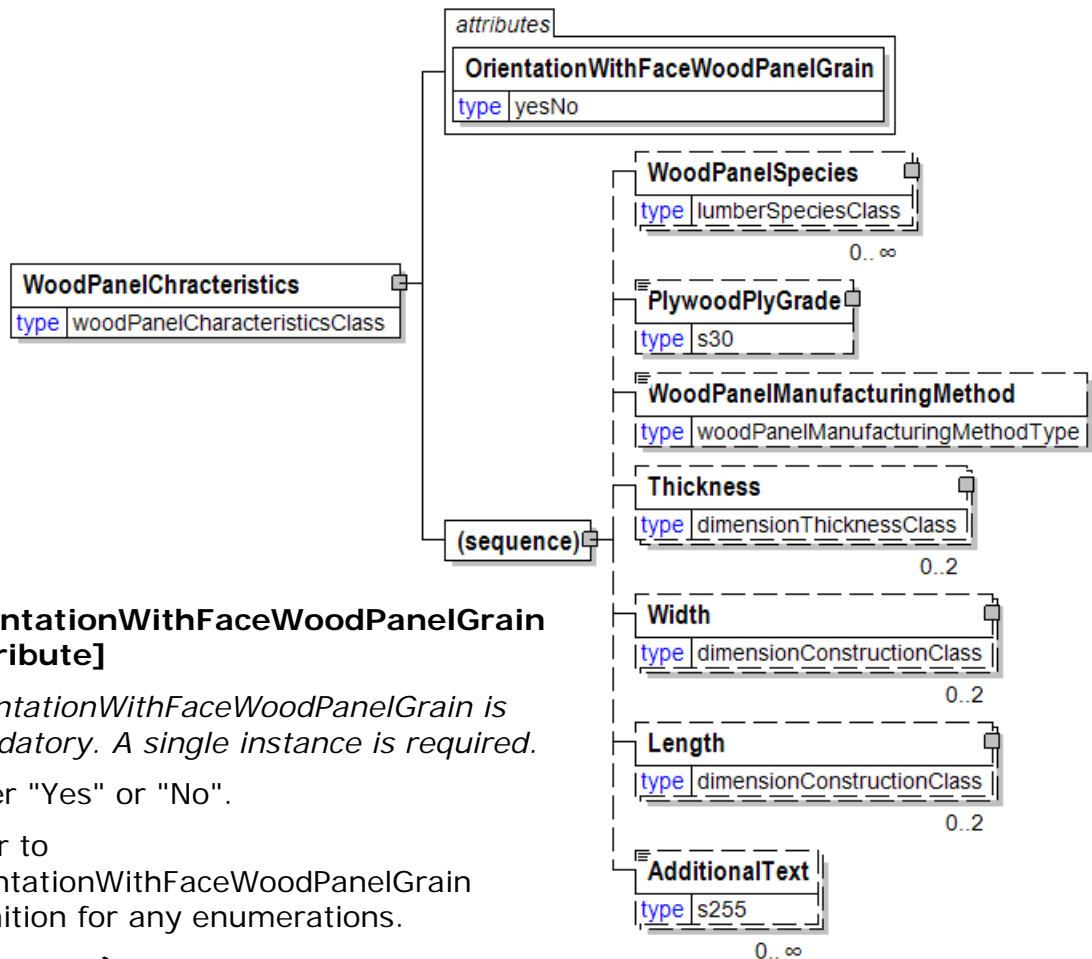 attributes
OrientationWithFaceWoodPanelGrain
type yesNo
WoodPanelSpecies
type lumberSpeciesClass
0.. ∞
WoodPanelChracteristics
type woodPanelCharacteristicsClass
PlywoodPlyGrade
type s30
WoodPanelManufacturingMethod
type woodPanelManufacturingMethodType
Thickness
type dimensionThicknessClass
0..2
(sequence)
Width
type dimensionConstructionClass
0..2
Length
type dimensionConstructionClass
0..2
AdditionalText
type s255
0.. ∞
ntationWithFaceWoodPanelGrain
ribute]
ntationWithFaceWoodPanelGrain is
datory. A single instance is required.
er "Yes" or "No".
r to
ntationWithFaceWoodPanelGrain
nition for any enumerations.